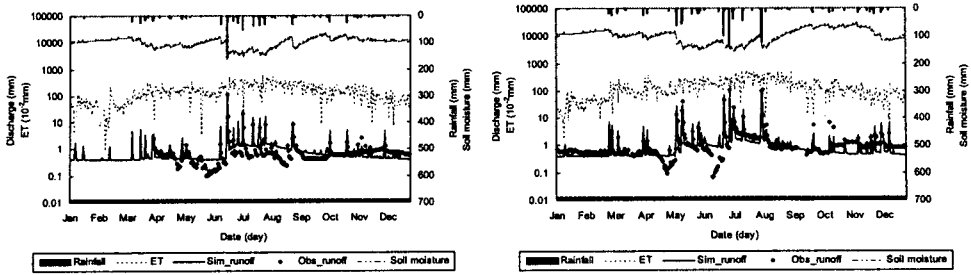 100000
10000
1000
100
10
1
0.1
0.01
Discharge (mm)
ET (10⁻²mm)
0
100
200
300
400
500
600
700
Rainfall (mm)
Soil moisture (mm)
Jan Feb Mar Apr May Jun Jul Aug Sep Oct Nov Dec
Date (day)
Rainfall ET Sim_runoff Obs_runoff Soil moisture
100000
10000
1000
100
10
1
0.1
0.01
Discharge (mm)
ET (10⁻²mm)
0
100
200
300
400
500
600
700
Rainfall (mm)
Soil moisture (mm)
Jan Feb Mar Apr May Jun Jul Aug Sep Oct Nov Dec
Date (day)
Rainfall ET Sim_runoff Obs_runoff Soil moisture